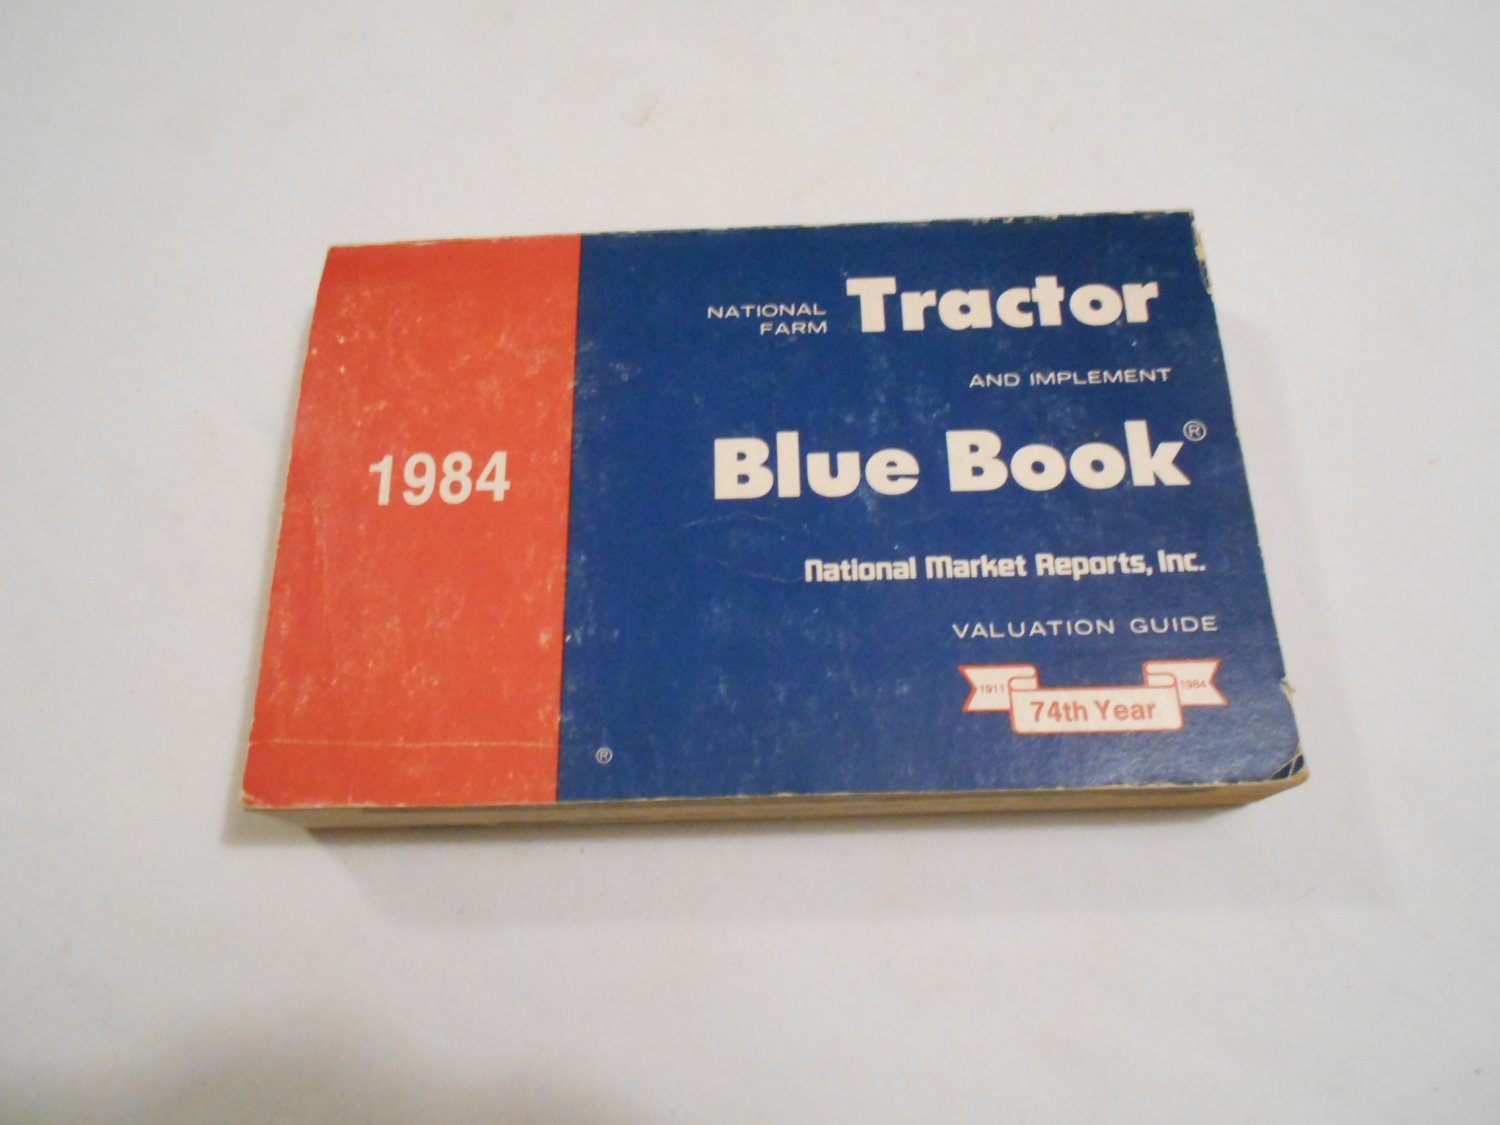 1984
NATIONAL
FARM
Tractor
AND IMPLEMENT
Blue Book®
National Market Reports, Inc.
VALUATION GUIDE
1911
1984
74th Year
®